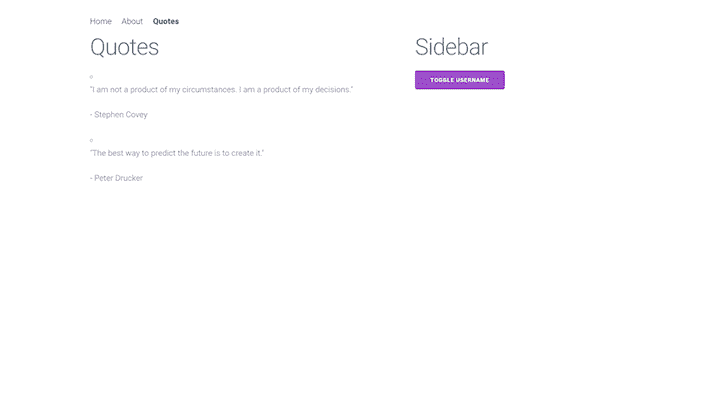 Home About Quotes
Quotes
"I am not a product of my circumstances. I am a product of my decisions."
- Stephen Covey
"The best way to predict the future is to create it."
- Peter Drucker
Sidebar
TOGGLE USERNAME